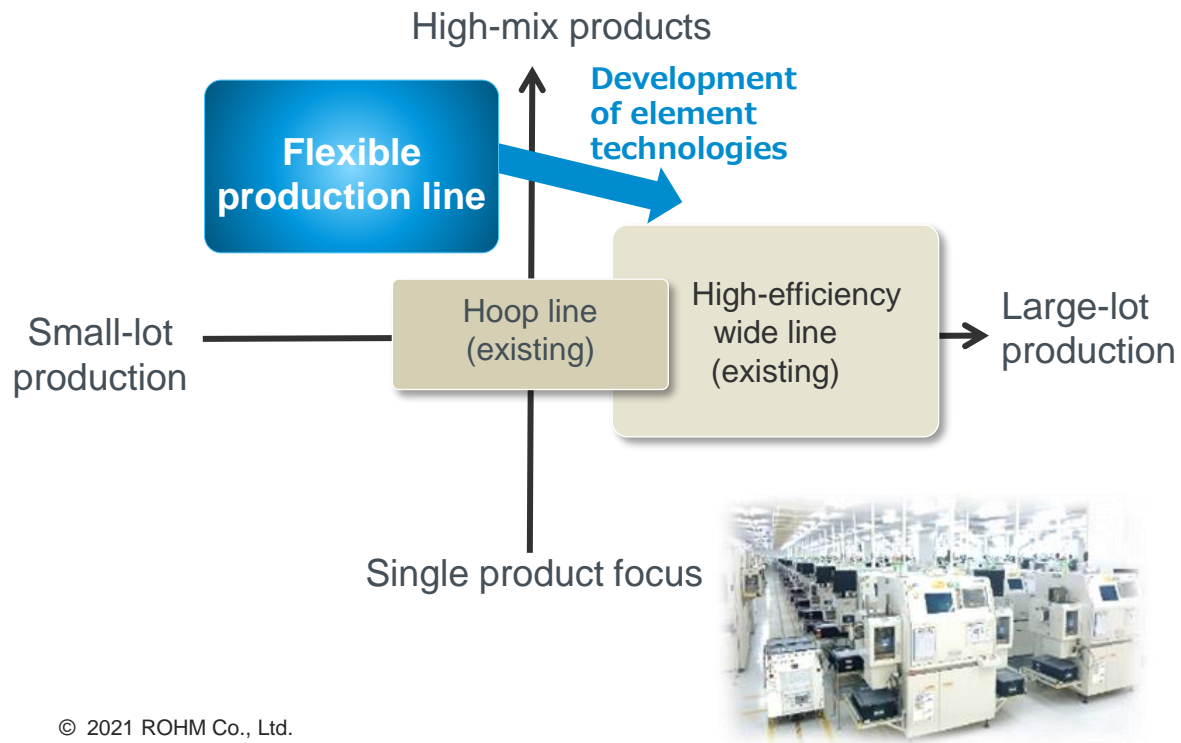 High-mix products
Development
of element
technologies
Flexible
production line
Hoop line
(existing)
High-efficiency
wide line
(existing)
Small-lot
production
Large-lot
production
Single product focus
© 2021 ROHM Co., Ltd.